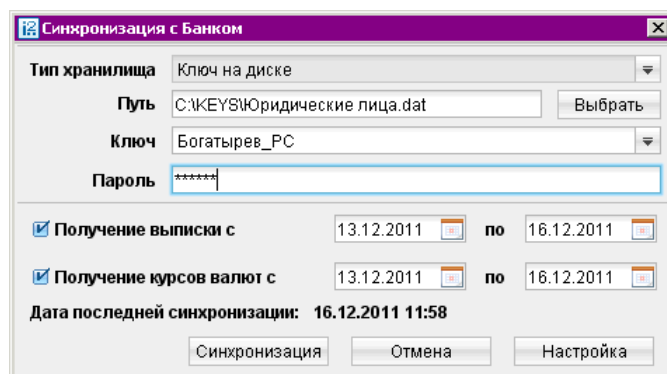 i2 Синхронизация с Банком
Тип хранилища Ключ на диске
Путь C:\KEYS\Юридические лица.dat Выбрать
Ключ Богатырев_РС
Пароль ******
Получение выписки с 13.12.2011 по 16.12.2011
Получение курсов валют с 13.12.2011 по 16.12.2011
Дата последней синхронизации: 16.12.2011 11:58
Синхронизация Отмена Настройка